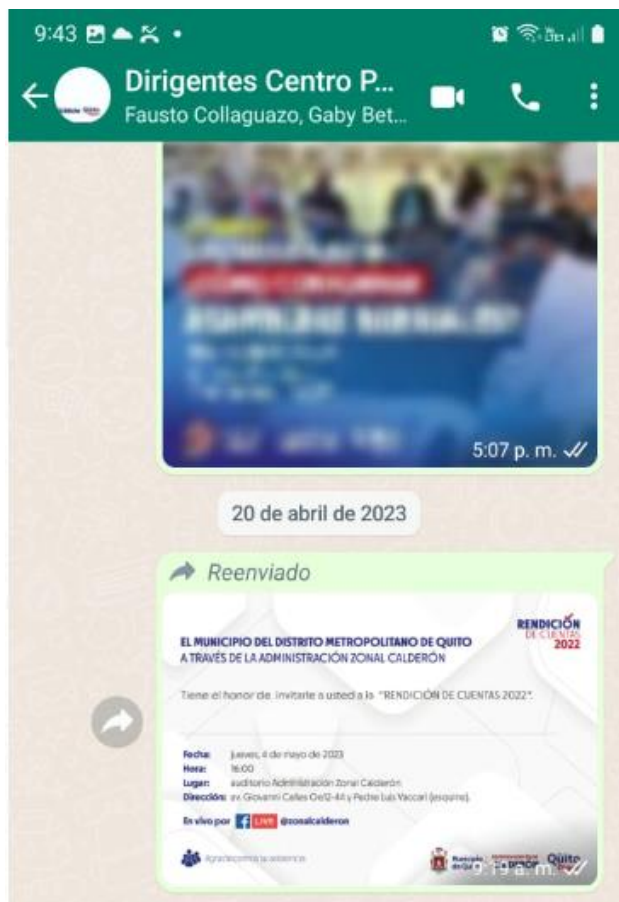 9:43
Dirigentes Centro P...
Fausto Collaguazo, Gaby Bet...
5:07 p. m.
20 de abril de 2023
Reenviado
RENDICIÓN
DE CUENTAS
2022
EL MUNICIPIO DEL DISTRITO METROPOLITANO DE QUITO
A TRAVÉS DE LA ADMINISTRACIÓN ZONAL CALDERÓN
Tiene el honor de invitarle a usted a la "RENDICIÓN DE CUENTAS 2022".
Fecha: jueves, 4 de mayo de 2023
Hora: 16:00
Lugar: auditorio Administración Zonal Calderón
Dirección: av. Giovanni Calles Oe12-44 y Padre Luis Vaccari (esquina).
En vivo por f LIVE @zonalcalderon
Agradecemos la asistencia
Quito
9:19 a. m.